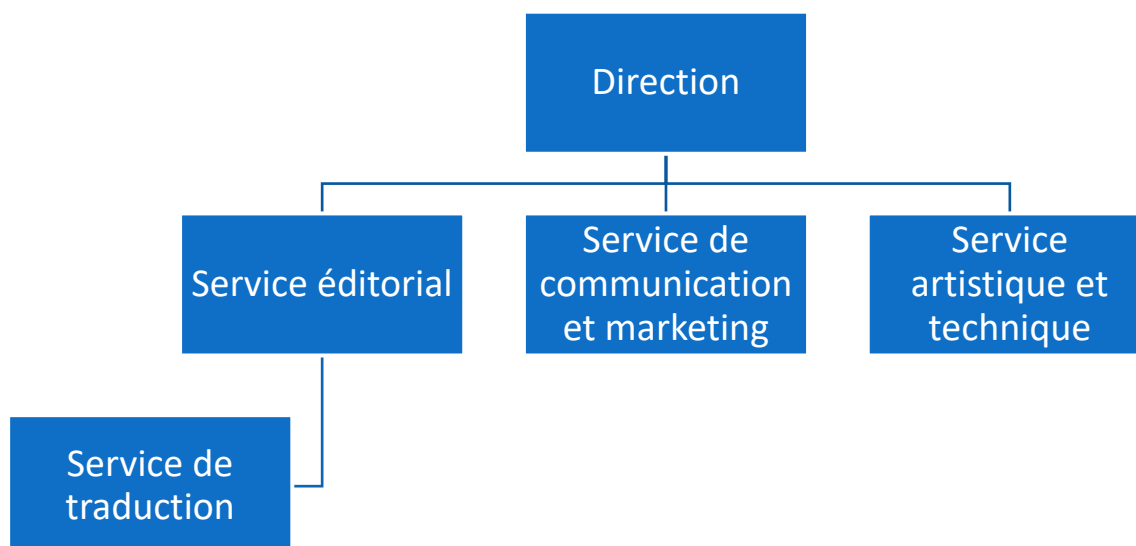 Direction
Service éditorial
Service de
communication
et marketing
Service
artistique et
technique
Service de
traduction